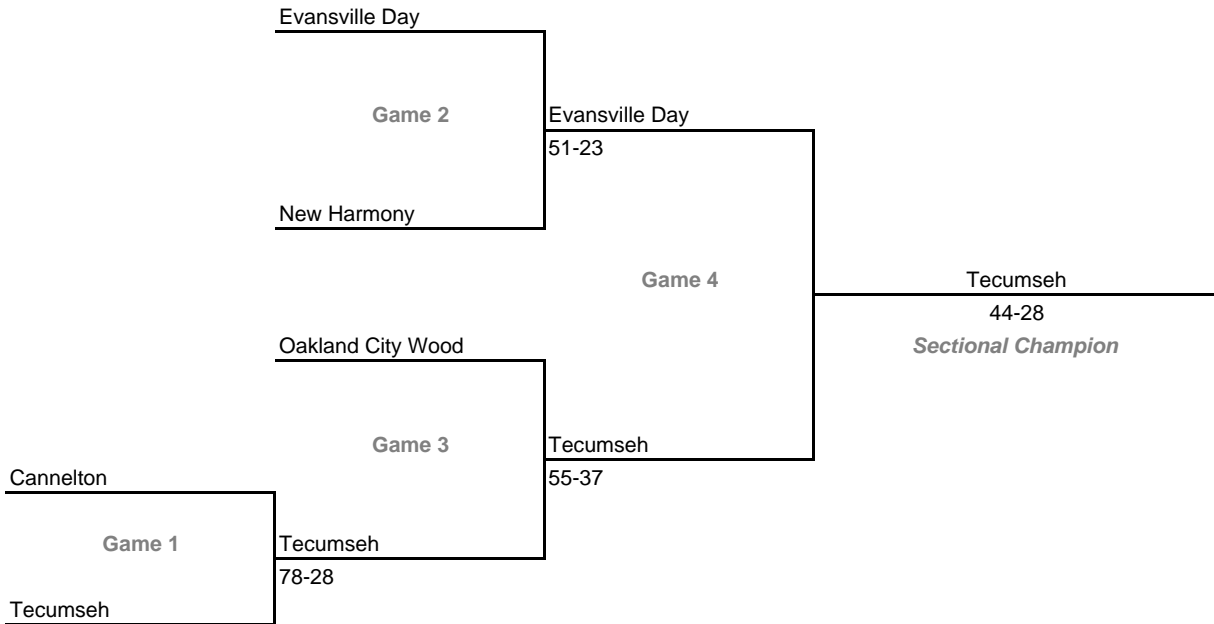 Evansville Day
Game 2
Evansville Day
51-23
New Harmony
Game 4
Tecumseh
44-28
Sectional Champion
Oakland City Wood
Game 3
Tecumseh
55-37
Cannelton
Game 1
Tecumseh
78-28
Tecumseh